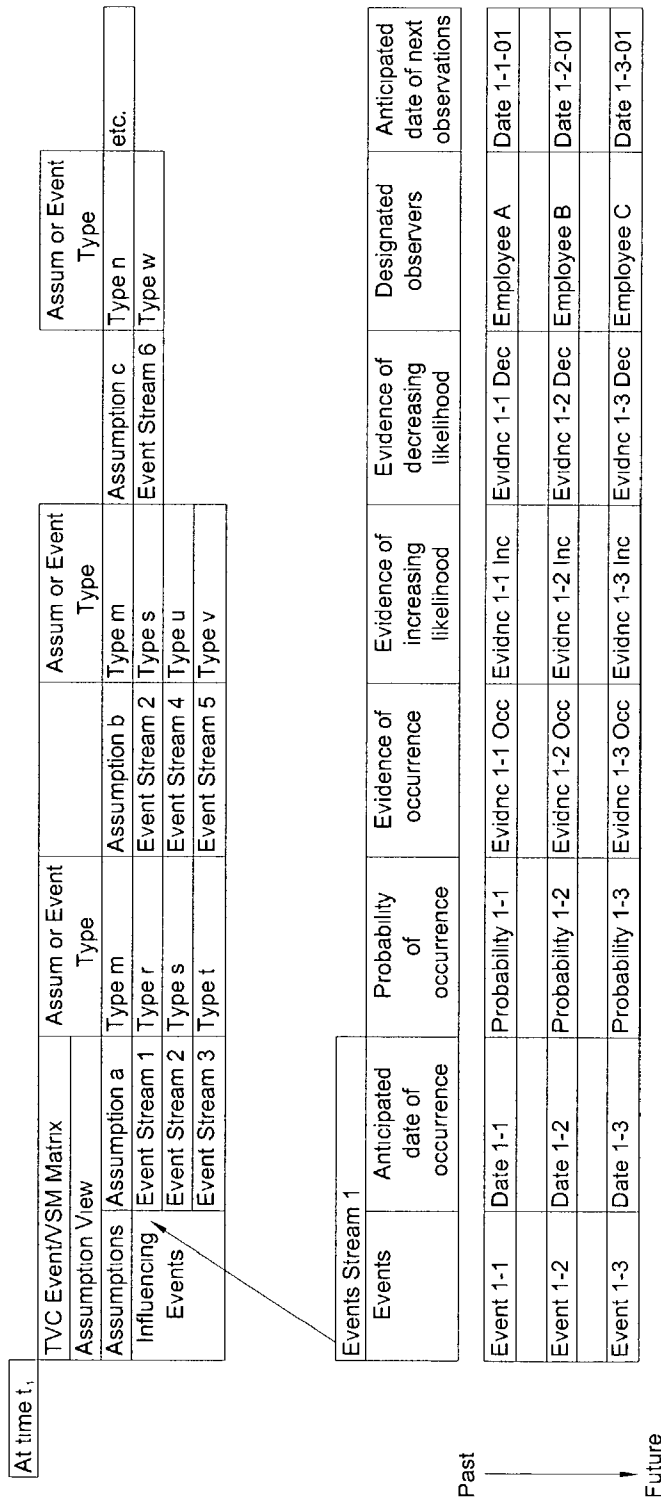 At time t₁
TVC Event/VSM Matrix
Assumption View
Assum or Event Type
Assum or Event Type
Assum or Event Type
Assumptions Assumption a Type m Assumption b Type m Assumption c Type n etc.
Influencing Events
Event Stream 1 Type r Event Stream 2 Type s Event Stream 6 Type w
Event Stream 2 Type s Event Stream 4 Type u
Event Stream 3 Type t Event Stream 5 Type v
Events Stream 1
Events
Anticipated date of occurrence
Probability of occurrence
Evidence of occurrence
Evidence of increasing likelihood
Evidence of decreasing likelihood
Designated observers
Anticipated date of next observations
Past
Event 1-1 Date 1-1 Probability 1-1 Evidnc 1-1 Occ Evidnc 1-1 Inc Evidnc 1-1 Dec Employee A Date 1-1-01
Event 1-2 Date 1-2 Probability 1-2 Evidnc 1-2 Occ Evidnc 1-2 Inc Evidnc 1-2 Dec Employee B Date 1-2-01
Event 1-3 Date 1-3 Probability 1-3 Evidnc 1-3 Occ Evidnc 1-3 Inc Evidnc 1-3 Dec Employee C Date 1-3-01
Future